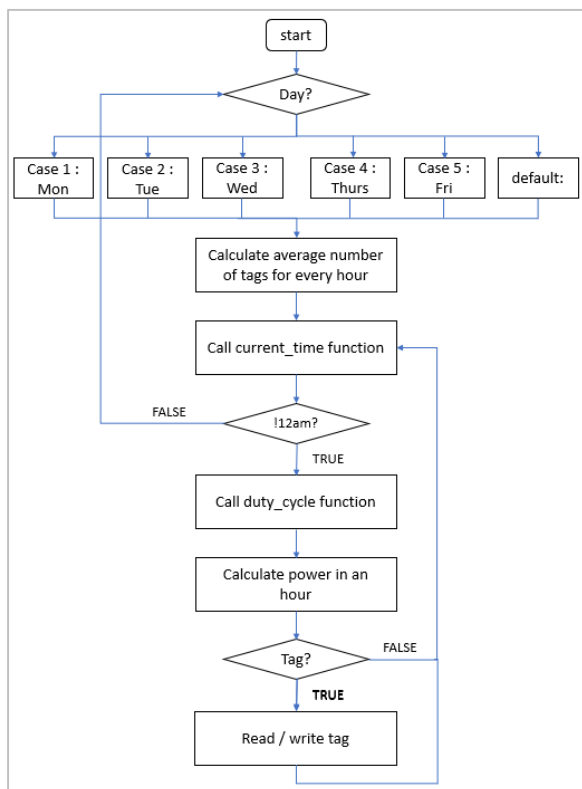 start
Day?
Case 1 :
Mon
Case 2 :
Tue
Case 3 :
Wed
Case 4 :
Thurs
Case 5 :
Fri
default:
Calculate average number
of tags for every hour
Call current_time function
FALSE
!12am?
TRUE
Call duty_cycle function
Calculate power in an
hour
FALSE
Tag?
TRUE
Read / write tag